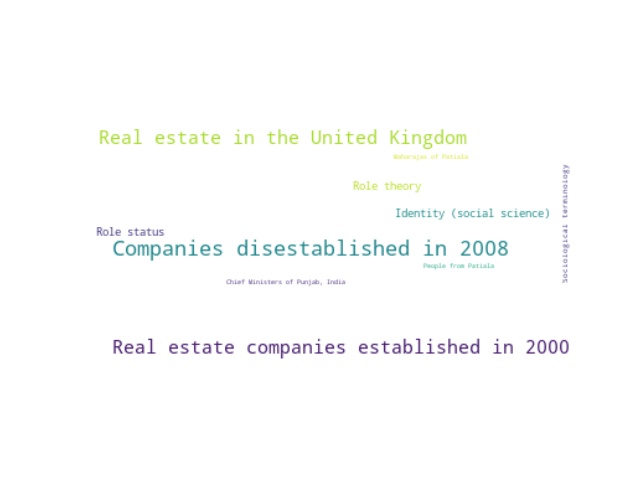 Real estate in the United Kingdom
Maharajas of Patiala
Role theory
Sociological terminology
Identity (social science)
Role status
Companies disestablished in 2008
People from Patiala
Chief Ministers of Punjab, India
Real estate companies established in 2000